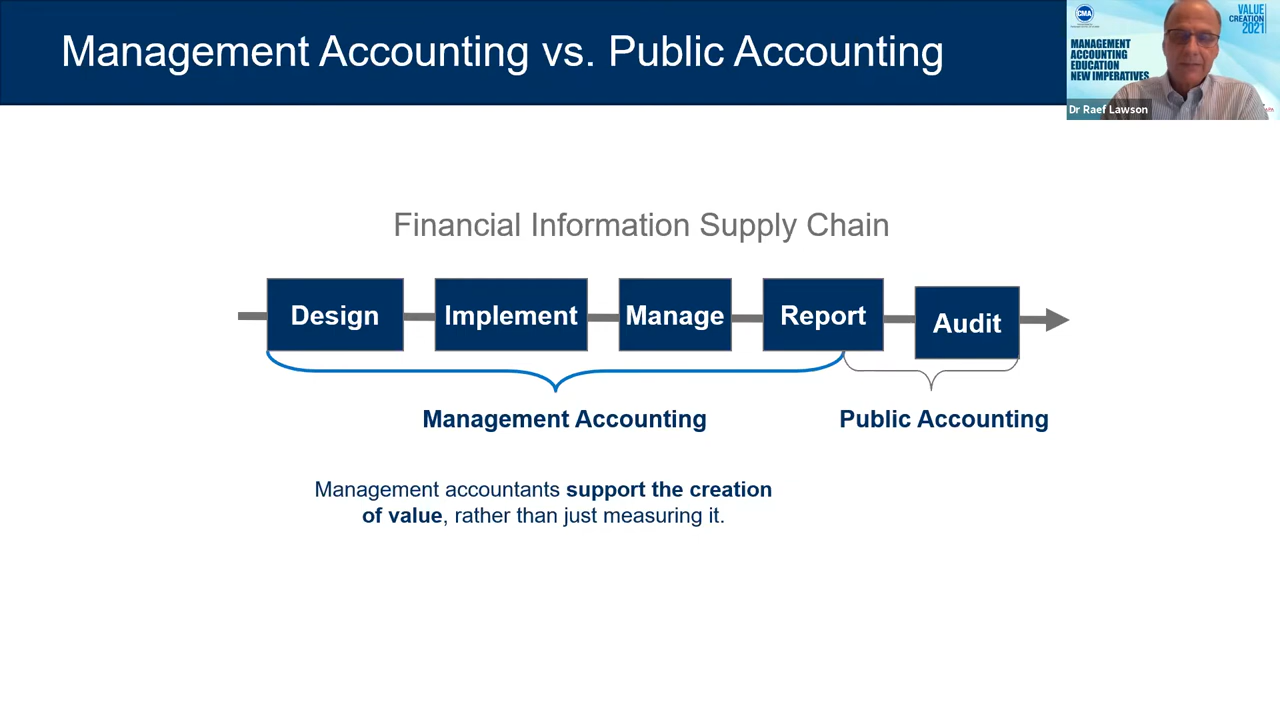 Management Accounting vs. Public Accounting
CMA
VALUE
CREATION
2021
MANAGEMENT
ACCOUNTING
EDUCATION
NEW IMPERATIVES
Dr Raef Lawson
Financial Information Supply Chain
Design
Implement
Manage
Report
Audit
Management Accounting
Public Accounting
Management accountants support the creation
of value, rather than just measuring it.